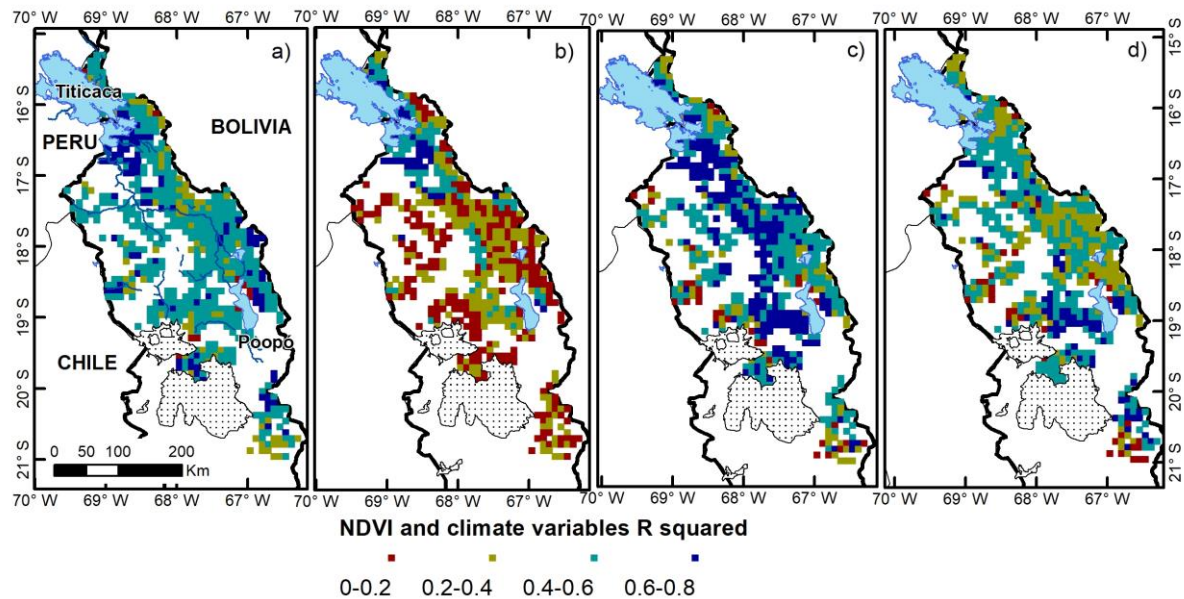 70° W 69° W 68° W 67° W 70° W 69° W 68° W 67° W 70° W 69° W 68° W 67° W 70° W 69° W 68° W 67° W
a) b) c) d)
Titicaca
BOLIVIA
PERU
Poopo
CHILE
16°S
17°S
18°S
19°S
20°S
21°S
15°S
16°S
17°S
18°S
19°S
20°S
21°S
0 50 100 200
Km
70° W 69° W 68° W 67° W 70° W 69° W 68° W 67° W 70° W 69° W 68° W 67° W 70° W 69° W 68° W 67° W
NDVI and climate variables R squared
0-0.2 0.2-0.4 0.4-0.6 0.6-0.8